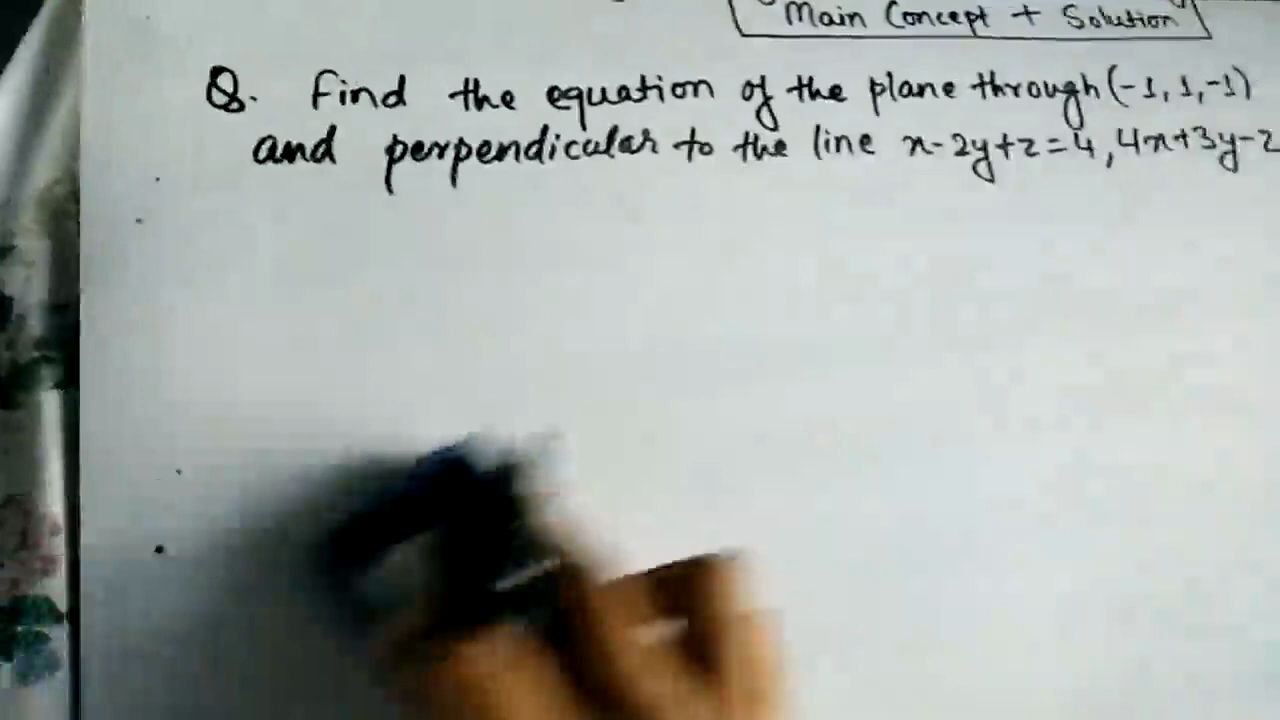 Main Concept + Solution
Q. Find the equation of the plane through (-1, 1, -1)
and perpendicular to the line x-2y+z=4, 4x+3y-z